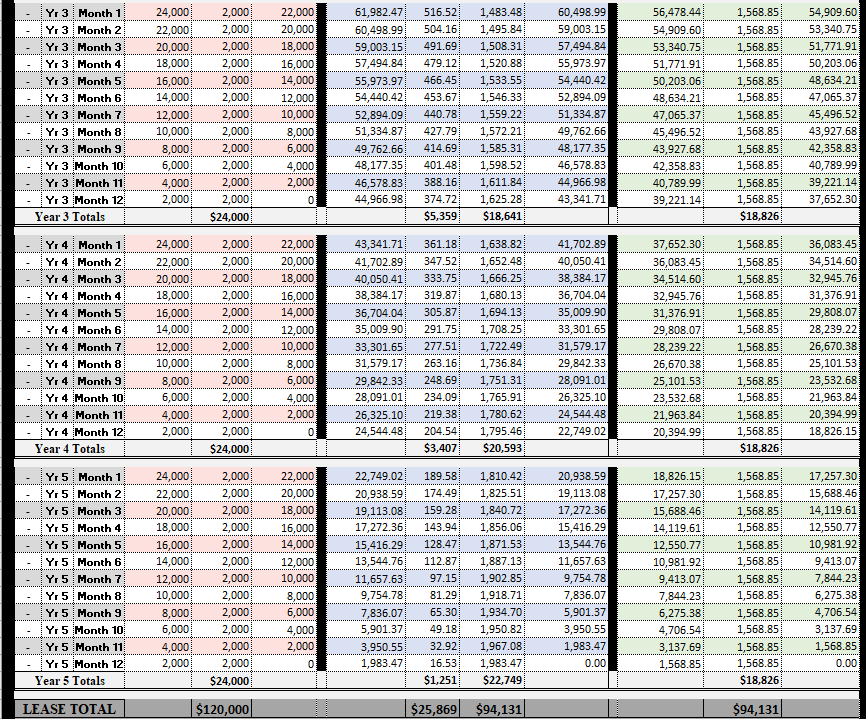 - Yr 3 Month 1 24,000 2,000 22,000 61,982.47 516.52 1,483.48 60,498.99 56,478.44 1,568.85 54,909.60
- Yr 3 Month 2 22,000 2,000 20,000 60,498.99 504.16 1,495.84 59,003.15 54,909.60 1,568.85 53,340.75
- Yr 3 Month 3 20,000 2,000 18,000 59,003.15 491.69 1,508.31 57,494.84 53,340.75 1,568.85 51,771.91
- Yr 3 Month 4 18,000 2,000 16,000 57,494.84 479.12 1,520.88 55,973.97 51,771.91 1,568.85 50,203.06
- Yr 3 Month 5 16,000 2,000 14,000 55,973.97 466.45 1,533.55 54,440.42 50,203.06 1,568.85 48,634.21
- Yr 3 Month 6 14,000 2,000 12,000 54,440.42 453.67 1,546.33 52,894.09 48,634.21 1,568.85 47,065.37
- Yr 3 Month 7 12,000 2,000 10,000 52,894.09 440.78 1,559.22 51,334.87 47,065.37 1,568.85 45,496.52
- Yr 3 Month 8 10,000 2,000 8,000 51,334.87 427.79 1,572.21 49,762.66 45,496.52 1,568.85 43,927.68
- Yr 3 Month 9 8,000 2,000 6,000 49,762.66 414.69 1,585.31 48,177.35 43,927.68 1,568.85 42,358.83
- Yr 3 Month 10 6,000 2,000 4,000 48,177.35 401.48 1,598.52 46,578.83 42,358.83 1,568.85 40,789.99
- Yr 3 Month 11 4,000 2,000 2,000 46,578.83 388.16 1,611.84 44,966.98 40,789.99 1,568.85 39,221.14
- Yr 3 Month 12 2,000 2,000 0 44,966.98 374.72 1,625.28 43,341.71 39,221.14 1,568.85 37,652.30
Year 3 Totals $24,000 $5,359 $18,641 $18,826
- Yr 4 Month 1 24,000 2,000 22,000 43,341.71 361.18 1,638.82 41,702.89 37,652.30 1,568.85 36,083.45
- Yr 4 Month 2 22,000 2,000 20,000 41,702.89 347.52 1,652.48 40,050.41 36,083.45 1,568.85 34,514.60
- Yr 4 Month 3 20,000 2,000 18,000 40,050.41 333.75 1,666.25 38,384.17 34,514.60 1,568.85 32,945.76
- Yr 4 Month 4 18,000 2,000 16,000 38,384.17 319.87 1,680.13 36,704.04 32,945.76 1,568.85 31,376.91
- Yr 4 Month 5 16,000 2,000 14,000 36,704.04 305.87 1,694.13 35,009.90 31,376.91 1,568.85 29,808.07
- Yr 4 Month 6 14,000 2,000 12,000 35,009.90 291.75 1,708.25 33,301.65 29,808.07 1,568.85 28,239.22
- Yr 4 Month 7 12,000 2,000 10,000 33,301.65 277.51 1,722.49 31,579.17 28,239.22 1,568.85 26,670.38
- Yr 4 Month 8 10,000 2,000 8,000 31,579.17 263.16 1,736.84 29,842.33 26,670.38 1,568.85 25,101.53
- Yr 4 Month 9 8,000 2,000 6,000 29,842.33 248.69 1,751.31 28,091.01 25,101.53 1,568.85 23,532.68
- Yr 4 Month 10 6,000 2,000 4,000 28,091.01 234.09 1,765.91 26,325.10 23,532.68 1,568.85 21,963.84
- Yr 4 Month 11 4,000 2,000 2,000 26,325.10 219.38 1,780.62 24,544.48 21,963.84 1,568.85 20,394.99
- Yr 4 Month 12 2,000 2,000 0 24,544.48 204.54 1,795.46 22,749.02 20,394.99 1,568.85 18,826.15
Year 4 Totals $24,000 $3,407 $20,593 $18,826
- Yr 5 Month 1 24,000 2,000 22,000 22,749.02 189.58 1,810.42 20,938.59 18,826.15 1,568.85 17,257.30
- Yr 5 Month 2 22,000 2,000 20,000 20,938.59 174.49 1,825.51 19,113.08 17,257.30 1,568.85 15,688.46
- Yr 5 Month 3 20,000 2,000 18,000 19,113.08 159.28 1,840.72 17,272.36 15,688.46 1,568.85 14,119.61
- Yr 5 Month 4 18,000 2,000 16,000 17,272.36 143.94 1,856.06 15,416.29 14,119.61 1,568.85 12,550.77
- Yr 5 Month 5 16,000 2,000 14,000 15,416.29 128.47 1,871.53 13,544.76 12,550.77 1,568.85 10,981.92
- Yr 5 Month 6 14,000 2,000 12,000 13,544.76 112.87 1,887.13 11,657.63 10,981.92 1,568.85 9,413.07
- Yr 5 Month 7 12,000 2,000 10,000 11,657.63 97.15 1,902.85 9,754.78 9,413.07 1,568.85 7,844.23
- Yr 5 Month 8 10,000 2,000 8,000 9,754.78 81.29 1,918.71 7,836.07 7,844.23 1,568.85 6,275.38
- Yr 5 Month 9 8,000 2,000 6,000 7,836.07 65.30 1,934.70 5,901.37 6,275.38 1,568.85 4,706.54
- Yr 5 Month 10 6,000 2,000 4,000 5,901.37 49.18 1,950.82 3,950.55 4,706.54 1,568.85 3,137.69
- Yr 5 Month 11 4,000 2,000 2,000 3,950.55 32.92 1,967.08 1,983.47 3,137.69 1,568.85 1,568.85
- Yr 5 Month 12 2,000 2,000 0 1,983.47 16.53 1,983.47 0.00 1,568.85 1,568.85 0.00
Year 5 Totals $24,000 $1,251 $22,749 $18,826
LEASE TOTAL $120,000 $25,869 $94,131 $94,131